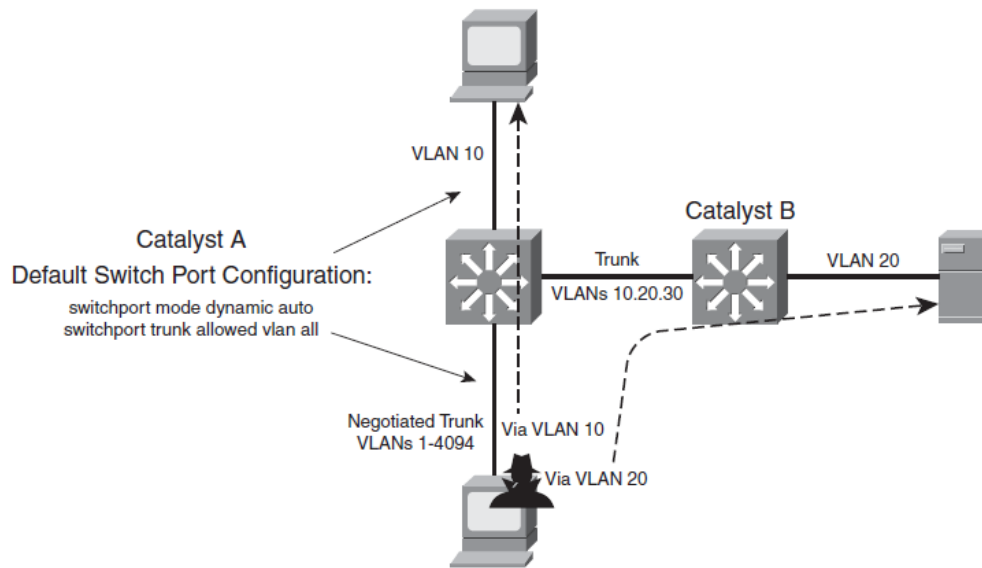 VLAN 10
Catalyst A
Default Switch Port Configuration:
switchport mode dynamic auto
switchport trunk allowed vlan all
Catalyst B
Trunk
VLANs 10.20.30
VLAN 20
Negotiated Trunk
VLANs 1-4094
Via VLAN 10
Via VLAN 20